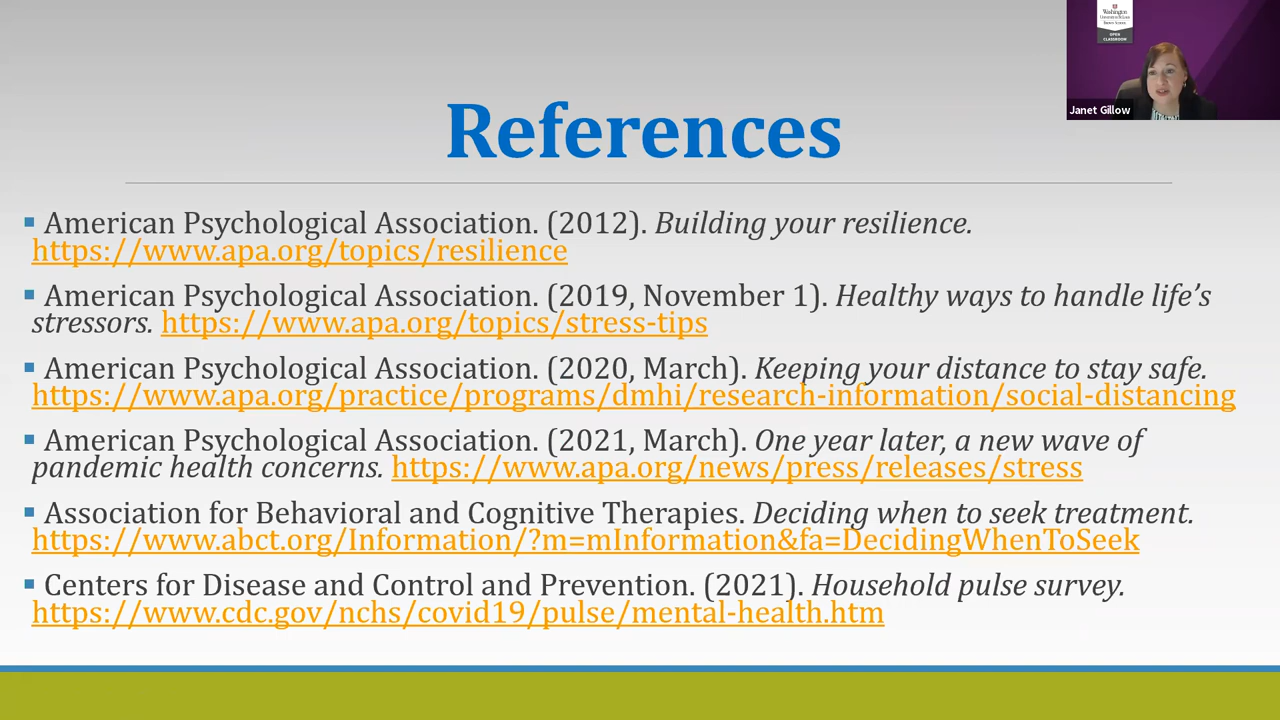 Washington
OPEN
CLASSROOM
Janet Gillow
References
American Psychological Association. (2012). Building your resilience.
https://www.apa.org/topics/resilience
American Psychological Association. (2019, November 1). Healthy ways to handle life's
stressors. https://www.apa.org/topics/stress-tips
American Psychological Association. (2020, March). Keeping your distance to stay safe.
https://www.apa.org/practice/programs/dmhi/research-information/social-distancing
American Psychological Association. (2021, March). One year later, a new wave of
pandemic health concerns. https://www.apa.org/news/press/releases/stress
Association for Behavioral and Cognitive Therapies. Deciding when to seek treatment.
https://www.abct.org/Information/?m=mInformation&fa=DecidingWhenToSeek
Centers for Disease and Control and Prevention. (2021). Household pulse survey.
https://www.cdc.gov/nchs/covid19/pulse/mental-health.htm